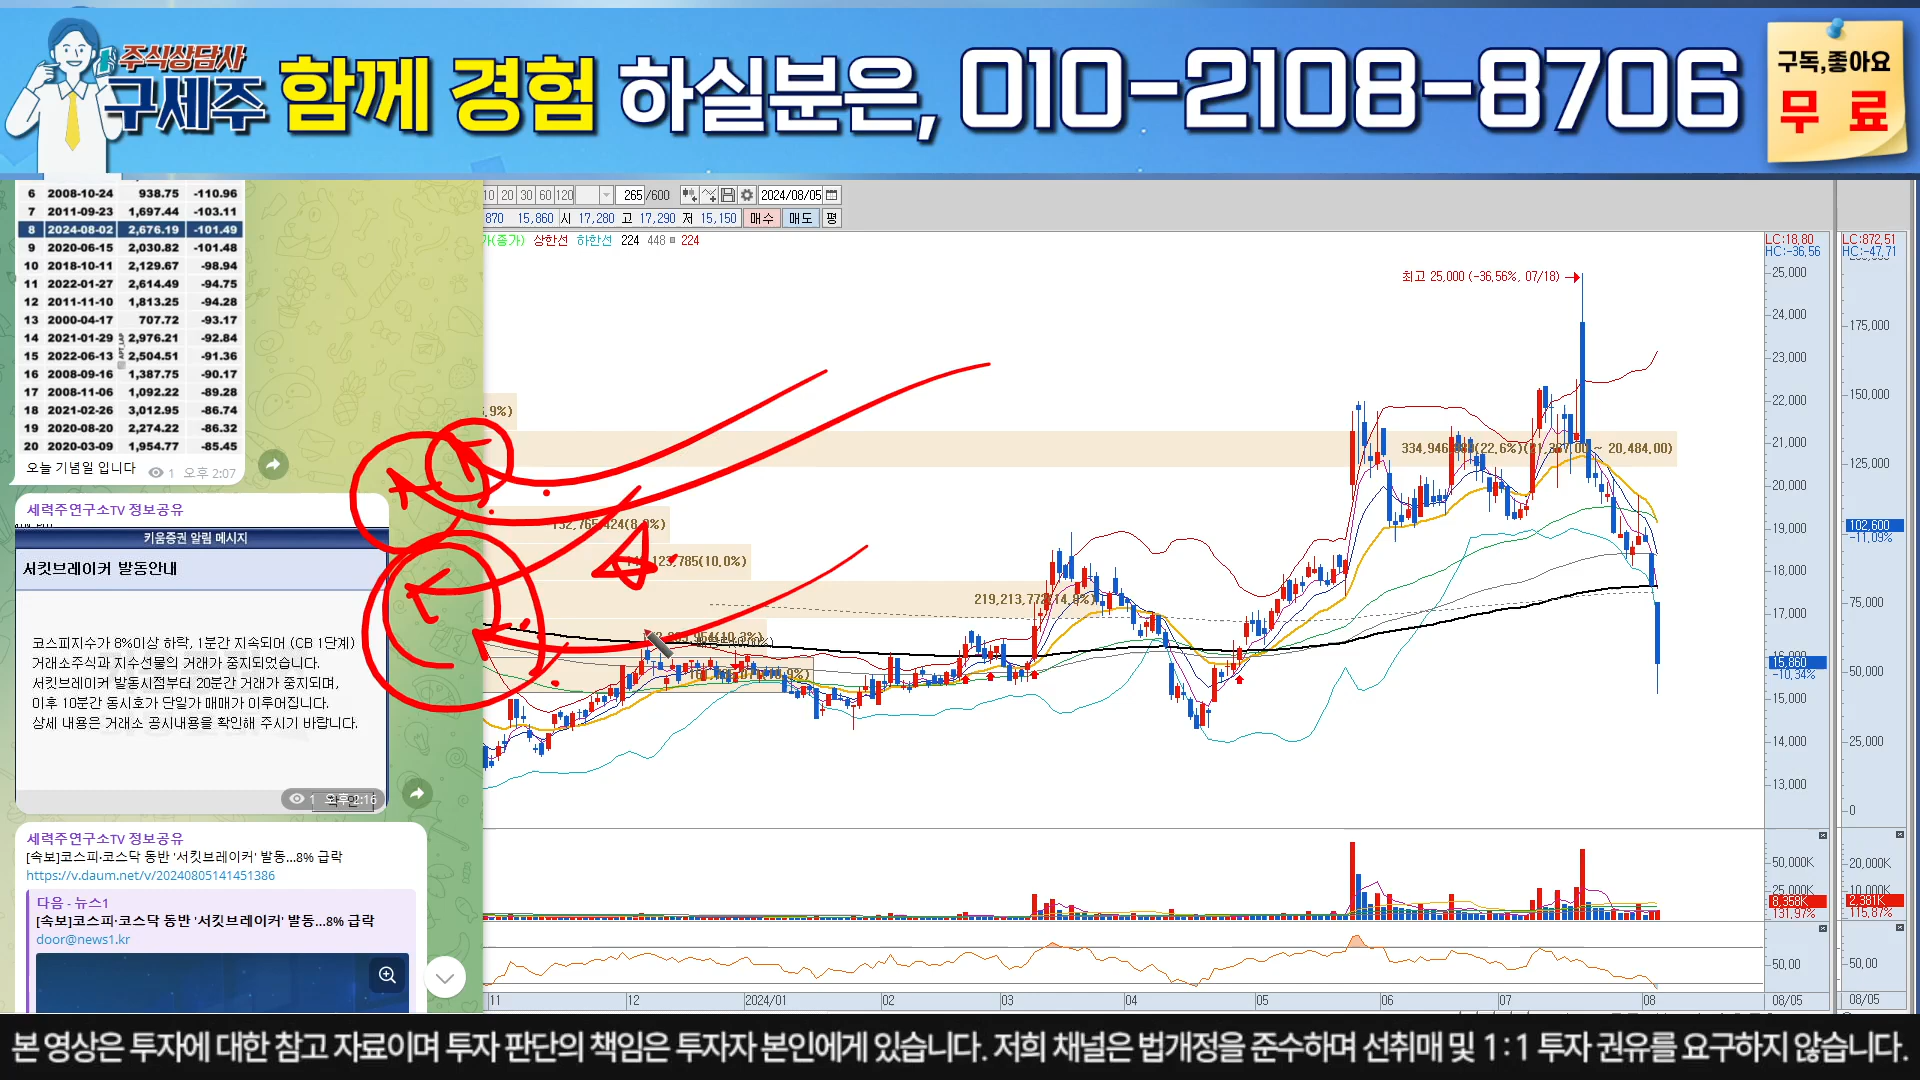 주식상담사
구세주
함께 경험 하실분은, 010-2108-8706
구독,좋아요
무 료
6 2008-10-24 938.75 -110.96
7 2011-09-23 1,697.44 -103.11
8 2024-08-02 2,676.19 -101.49
9 2020-06-15 2,030.82 -101.48
10 2018-10-11 2,129.67 -98.94
11 2022-01-27 2,614.49 -94.75
12 2011-11-10 1,813.25 -94.28
13 2000-04-17 707.72 -93.17
14 2021-01-29 2,976.21 -92.84
15 2022-06-13 2,504.51 -91.36
16 2008-09-16 1,387.75 -90.17
17 2008-11-06 1,092.22 -89.28
18 2021-02-26 3,012.95 -86.74
19 2020-08-20 2,274.22 -86.32
20 2020-03-09 1,954.77 -85.45
오늘 기념일 입니다
1 오후 2:07
세력주연구소TV 정보공유
키움증권 알림 메시지
서킷브레이커 발동안내
코스피지수가 8%이상 하락, 1분간 지속되며 (CB 1단계)
거래소주식과 지수선물의 거래가 중지되었습니다.
서킷브레이커 발동시점부터 20분간 거래가 중지되며,
이후 10분간 동시호가 단일가 매매가 이루어집니다.
상세 내용은 거래소 공시내용을 확인해 주시기 바랍니다.
1 오후 2:16
세력주연구소TV 정보공유
[속보]코스피·코스닥 동반 '서킷브레이커' 발동...8% 급락
https://v.daum.net/v/20240805141451386
다음 - 뉴스1
[속보]코스피·코스닥 동반 '서킷브레이커' 발동...8% 급락
door@news1.kr
10 20 30 60 120 265 /600 2024/08/05
870 15,860 시 17,280 고 17,290 저 15,150 매수 매도 평
가(종가) 상한선 하한선 224 448 224
최고 25,000 (-36,56%, 07/18)
334,946,
(22,6%)
~ 20,484.00)
(10,0%)
219,213,77
LC:18,80
HC:-36,56
25,000
24,000
23,000
22,000
21,000
20,000
19,000
18,000
17,000
15,860
-10,34%
15,000
14,000
13,000
50,000K
25,000K
8,358K
131,97%
50,00
LC:872,51
HC:-47,71
175,000
150,000
125,000
102,600
-11,09%
75,000
50,000
25,000
0
20,000K
10,000K
2,381K
115,87%
50,00
11 12 2024/01 02 03 04 05 06 07 08 08/05 08/05
본 영상은 투자에 대한 참고 자료이며 투자 판단의 책임은 투자자 본인에게 있습니다. 저희 채널은 법개정을 준수하며 선취매 및 1:1 투자 권유를 요구하지 않습니다.